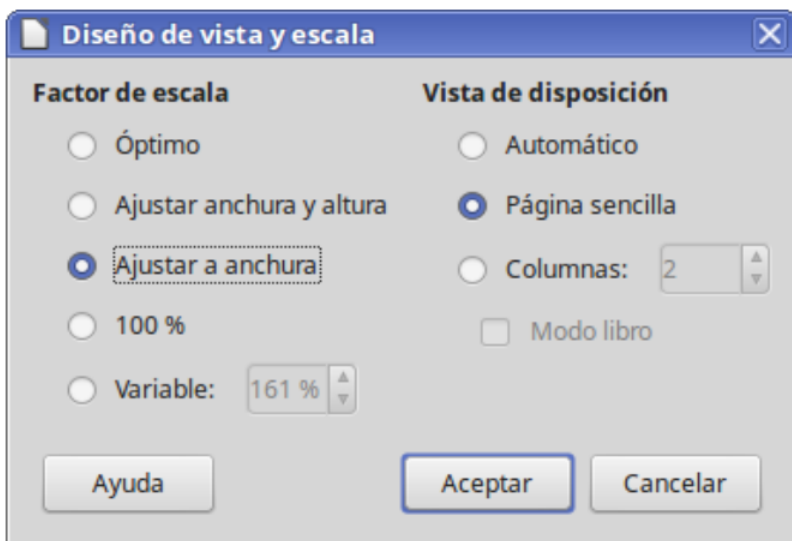 Diseño de vista y escala
Factor de escala
Óptimo
Ajustar anchura y altura
Ajustar a anchura
100 %
Variable: 161 %
Vista de disposición
Automático
Página sencilla
Columnas: 2
Modo libro
Ayuda
Aceptar
Cancelar